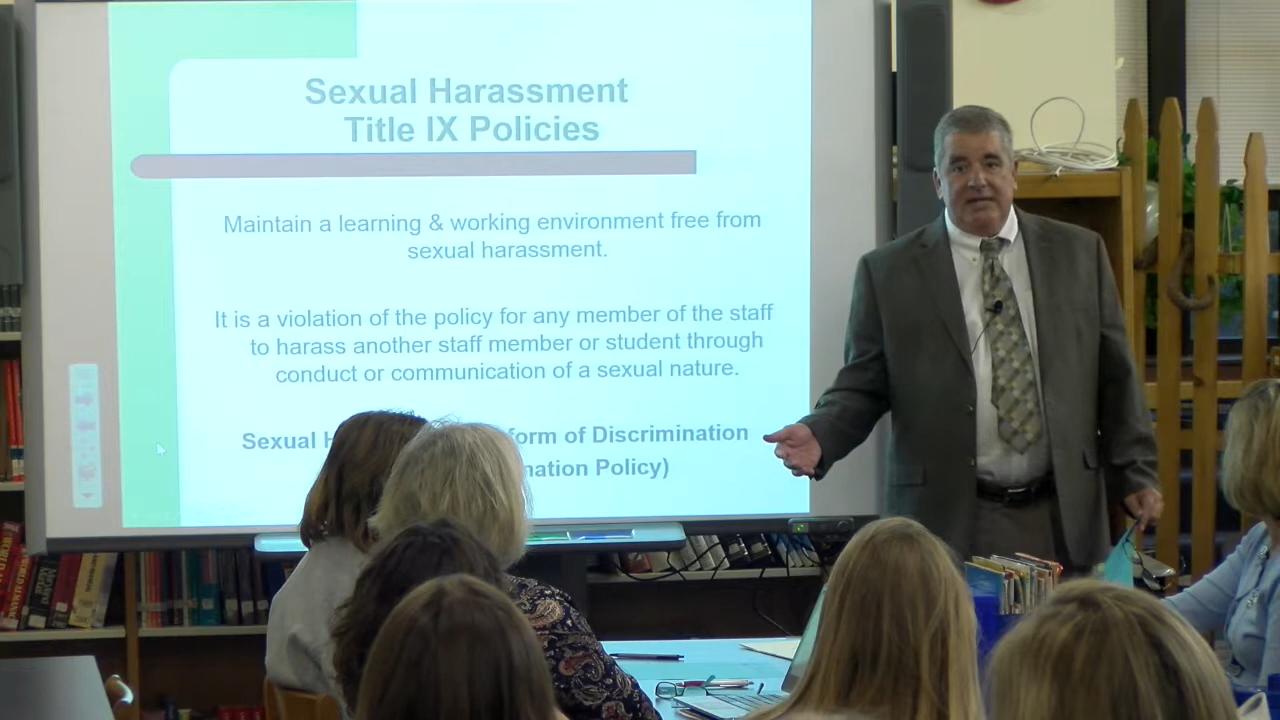 Sexual Harassment
Title IX Policies
Maintain a learning & working environment free from
sexual harassment.
It is a violation of the policy for any member of the staff
to harass another staff member or student through
conduct or communication of a sexual nature.
Sexual form of Discrimination
Policy)